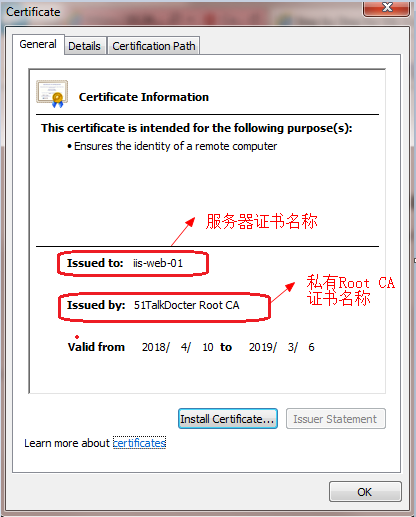 Certificate
General Details Certification Path
Certificate Information
This certificate is intended for the following purpose(s):
• Ensures the identity of a remote computer
服务器证书名称
Issued to: iis-web-01
私有Root CA
证书名称
Issued by: 51TalkDocter Root CA
Valid from 2018/ 4/ 10 to 2019/ 3/ 6
Install Certificate... Issuer Statement
Learn more about certificates
OK